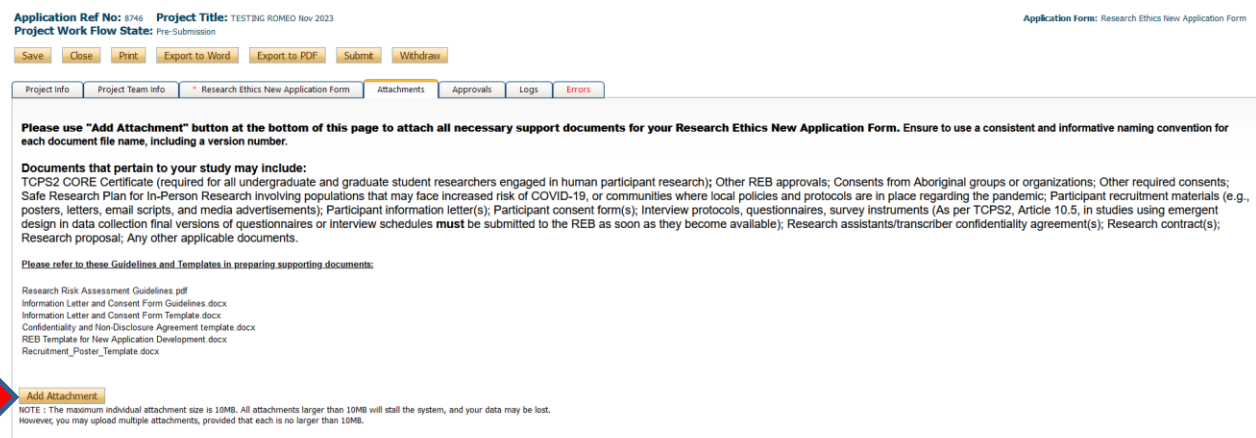 Application Ref No: 8746 Project Title: TESTING ROMEO Nov 2023 Application Form: Research Ethics New Application Form
Project Work Flow State: Pre-Submission
Save Close Print Export to Word Export to PDF Submit Withdraw
Project Info Project Team Info * Research Ethics New Application Form Attachments Approvals Logs Errors
Please use "Add Attachment" button at the bottom of this page to attach all necessary support documents for your Research Ethics New Application Form. Ensure to use a consistent and informative naming convention for
each document file name, including a version number.
Documents that pertain to your study may include:
TCPS2 CORE Certificate (required for all undergraduate and graduate student researchers engaged in human participant research); Other REB approvals; Consents from Aboriginal groups or organizations; Other required consents;
Safe Research Plan for In-Person Research involving populations that may face increased risk of COVID-19, or communities where local policies and protocols are in place regarding the pandemic; Participant recruitment materials (e.g.,
posters, letters, email scripts, and media advertisements); Participant information letter(s); Participant consent form(s); Interview protocols, questionnaires, survey instruments (As per TCPS2, Article 10.5, in studies using emergent
design in data collection final versions of questionnaires or interview schedules must be submitted to the REB as soon as they become available); Research assistants/transcriber confidentiality agreement(s); Research contract(s);
Research proposal; Any other applicable documents.
Please refer to these Guidelines and Templates in preparing supporting documents:
Research Risk Assessment Guidelines.pdf
Information Letter and Consent Form Guidelines.docx
Information Letter and Consent Form Template.docx
Confidentiality and Non-Disclosure Agreement template.docx
REB Template for New Application Development.docx
Recruitment_Poster_Template.docx
Add Attachment
NOTE : The maximum individual attachment size is 10MB. All attachments larger than 10MB will stall the system, and your data may be lost.
However, you may upload multiple attachments, provided that each is no larger than 10MB.